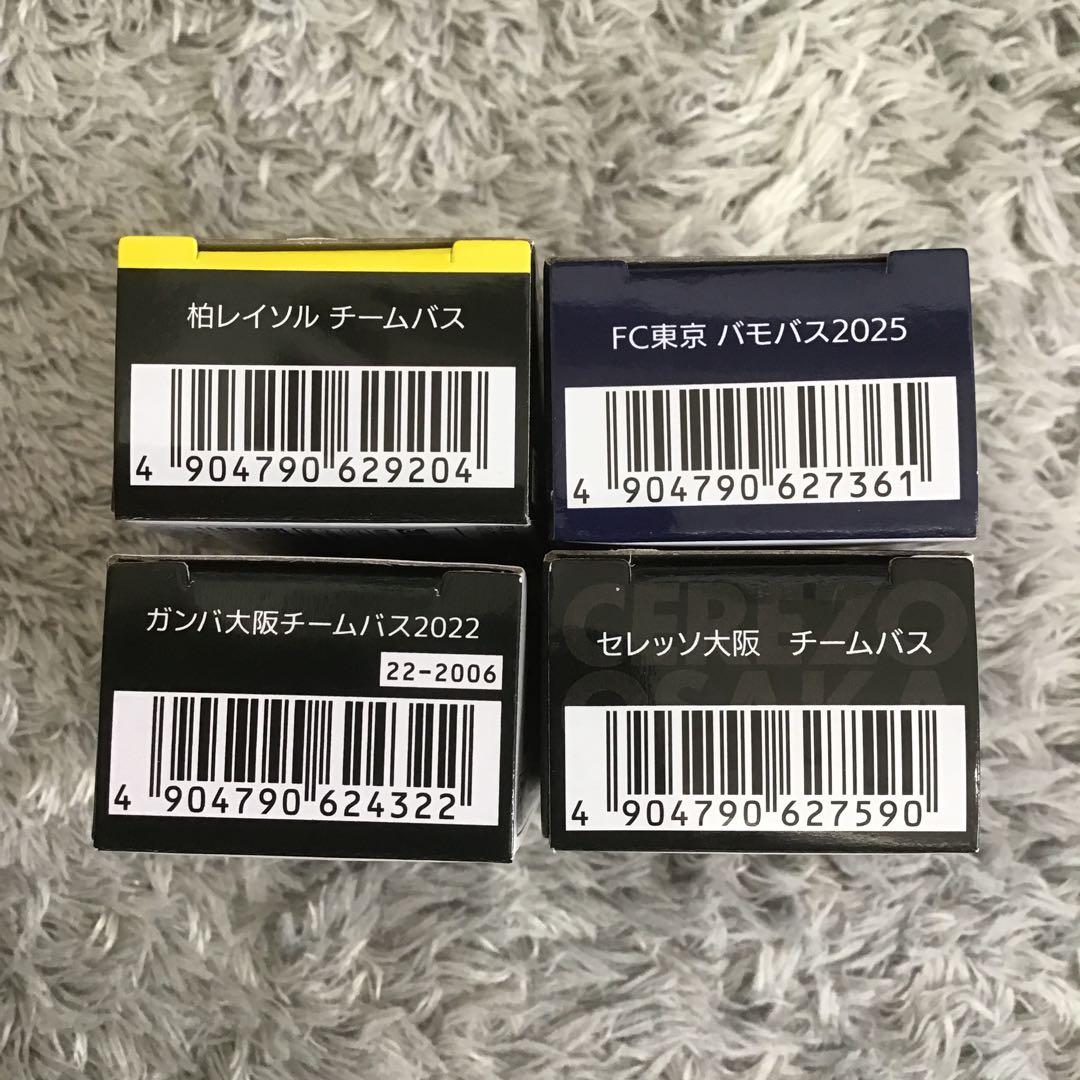 柏レイソル チームバス
4 904790 629204
FC東京 バモバス2025
4 904790 627361
ガンバ大阪チームバス2022
22-2006
4 904790 624322
CEREZO
OSAKA
セレッソ大阪　チームバス
4 904790 627590